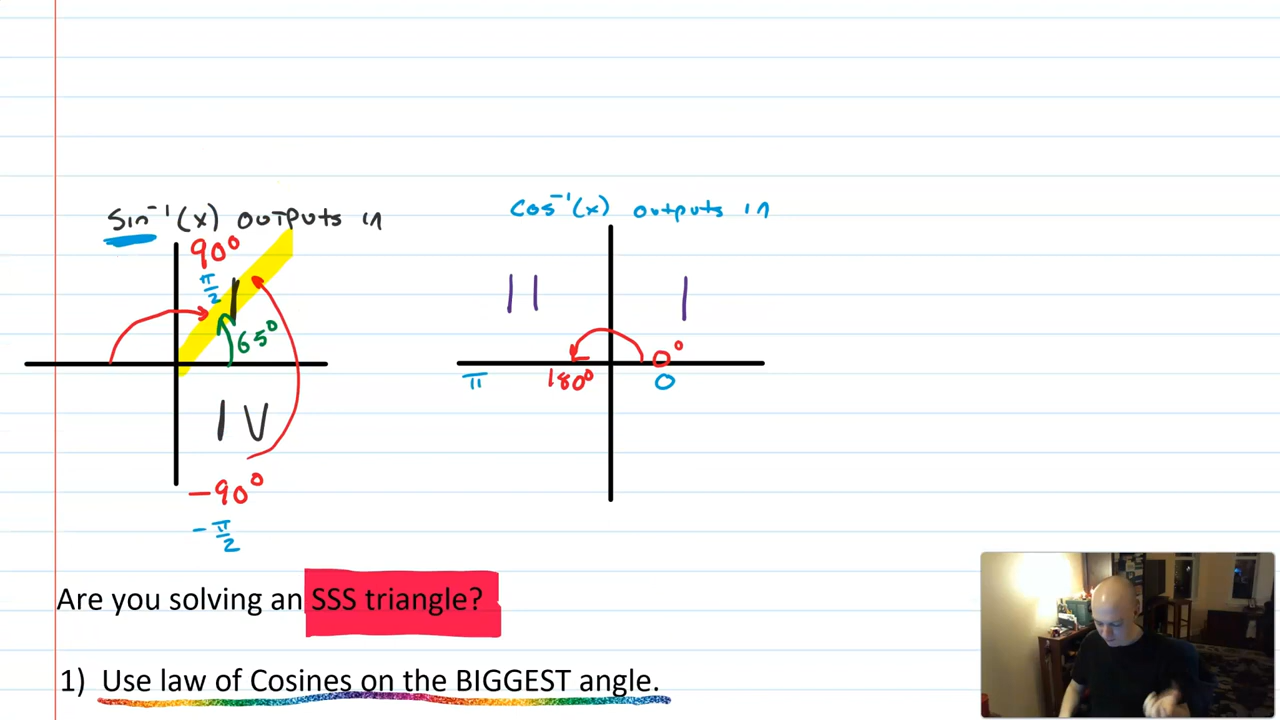 Sin⁻¹(x) outputs in
90°
π/2
I
65°
IV
-90°
-π/2
Cos⁻¹(x) outputs in
II
I
0°
π
180°
0
Are you solving an SSS triangle?
1) Use law of Cosines on the BIGGEST angle.